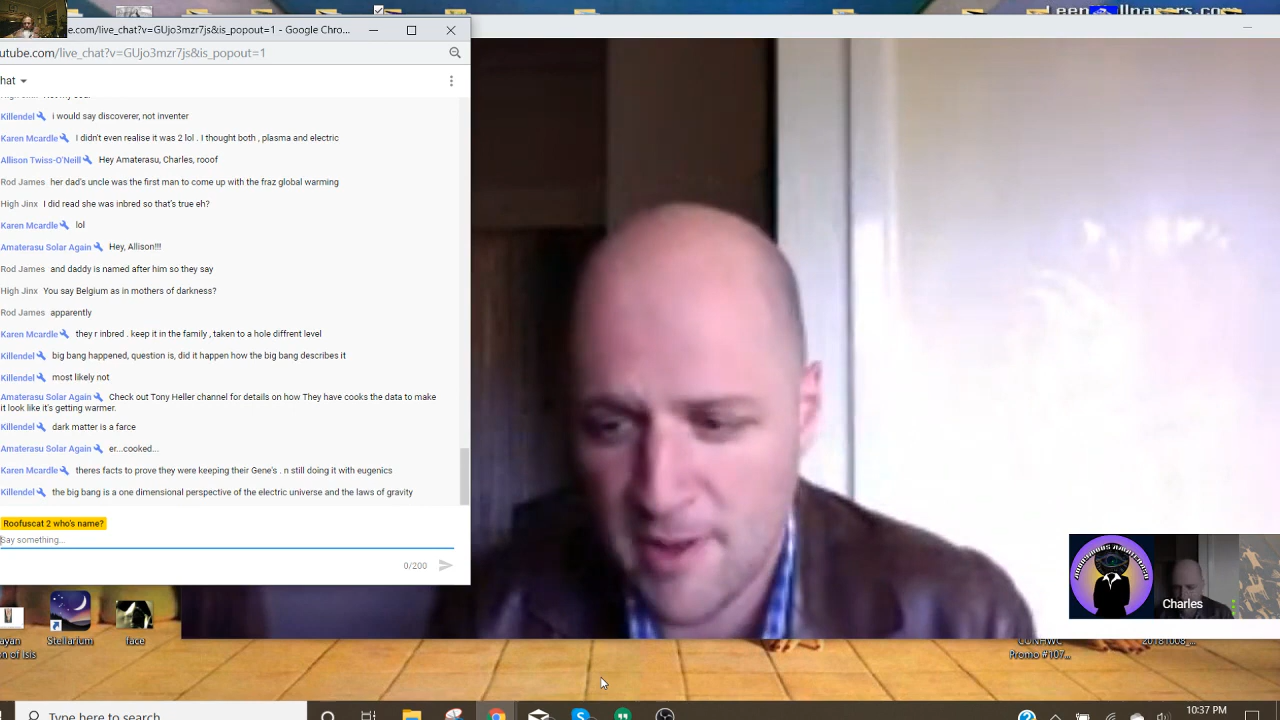 e.com/live_chat?v=GUjo3mzr7js&is_popout=1 - Google Chro...
utube.com/live_chat?v=GUjo3mzr7js&is_popout=1
hat
Killendel i would say discoverer, not inventer
Karen Mcardle I didn't even realise it was 2 lol . I thought both , plasma and electric
Allison Twiss-O'Neill Hey Amaterasu, Charles, rooof
Rod James her dad's uncle was the first man to come up with the fraz global warming
High Jinx I did read she was inbred so that's true eh?
Karen Mcardle lol
Amaterasu Solar Again Hey, Allison!!!
Rod James and daddy is named after him so they say
High Jinx You say Belgium as in mothers of darkness?
Rod James apparently
Karen Mcardle they r inbred . keep it in the family , taken to a hole diffrent level
Killendel big bang happened, question is, did it happen how the big bang describes it
Killendel most likely not
Amaterasu Solar Again Check out Tony Heller channel for details on how They have cooks the data to make
it look like it's getting warmer.
Killendel dark matter is a farce
Amaterasu Solar Again er...cooked...
Karen Mcardle theres facts to prove they were keeping their Gene's . n still doing it with eugenics
Killendel the big bang is a one dimensional perspective of the electric universe and the laws of gravity
Roofuscat 2 who's name?
Say something...
0/200
Charles
ayan
on of Isis
Stellarium
face
Promo #107...
Type here to search
10:37 PM